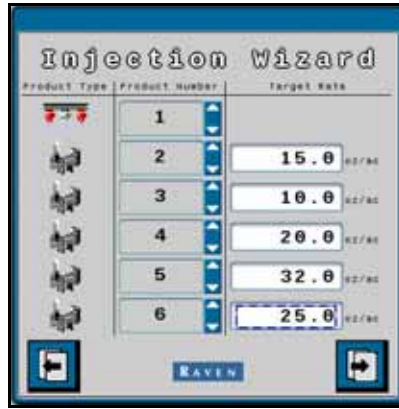 Injection Wizard
Product Type Product Number Target Rate
1
2 15.0 oz/ac
3 10.0 oz/ac
4 20.0 oz/ac
5 32.0 oz/ac
6 25.0 oz/ac
RAVEN